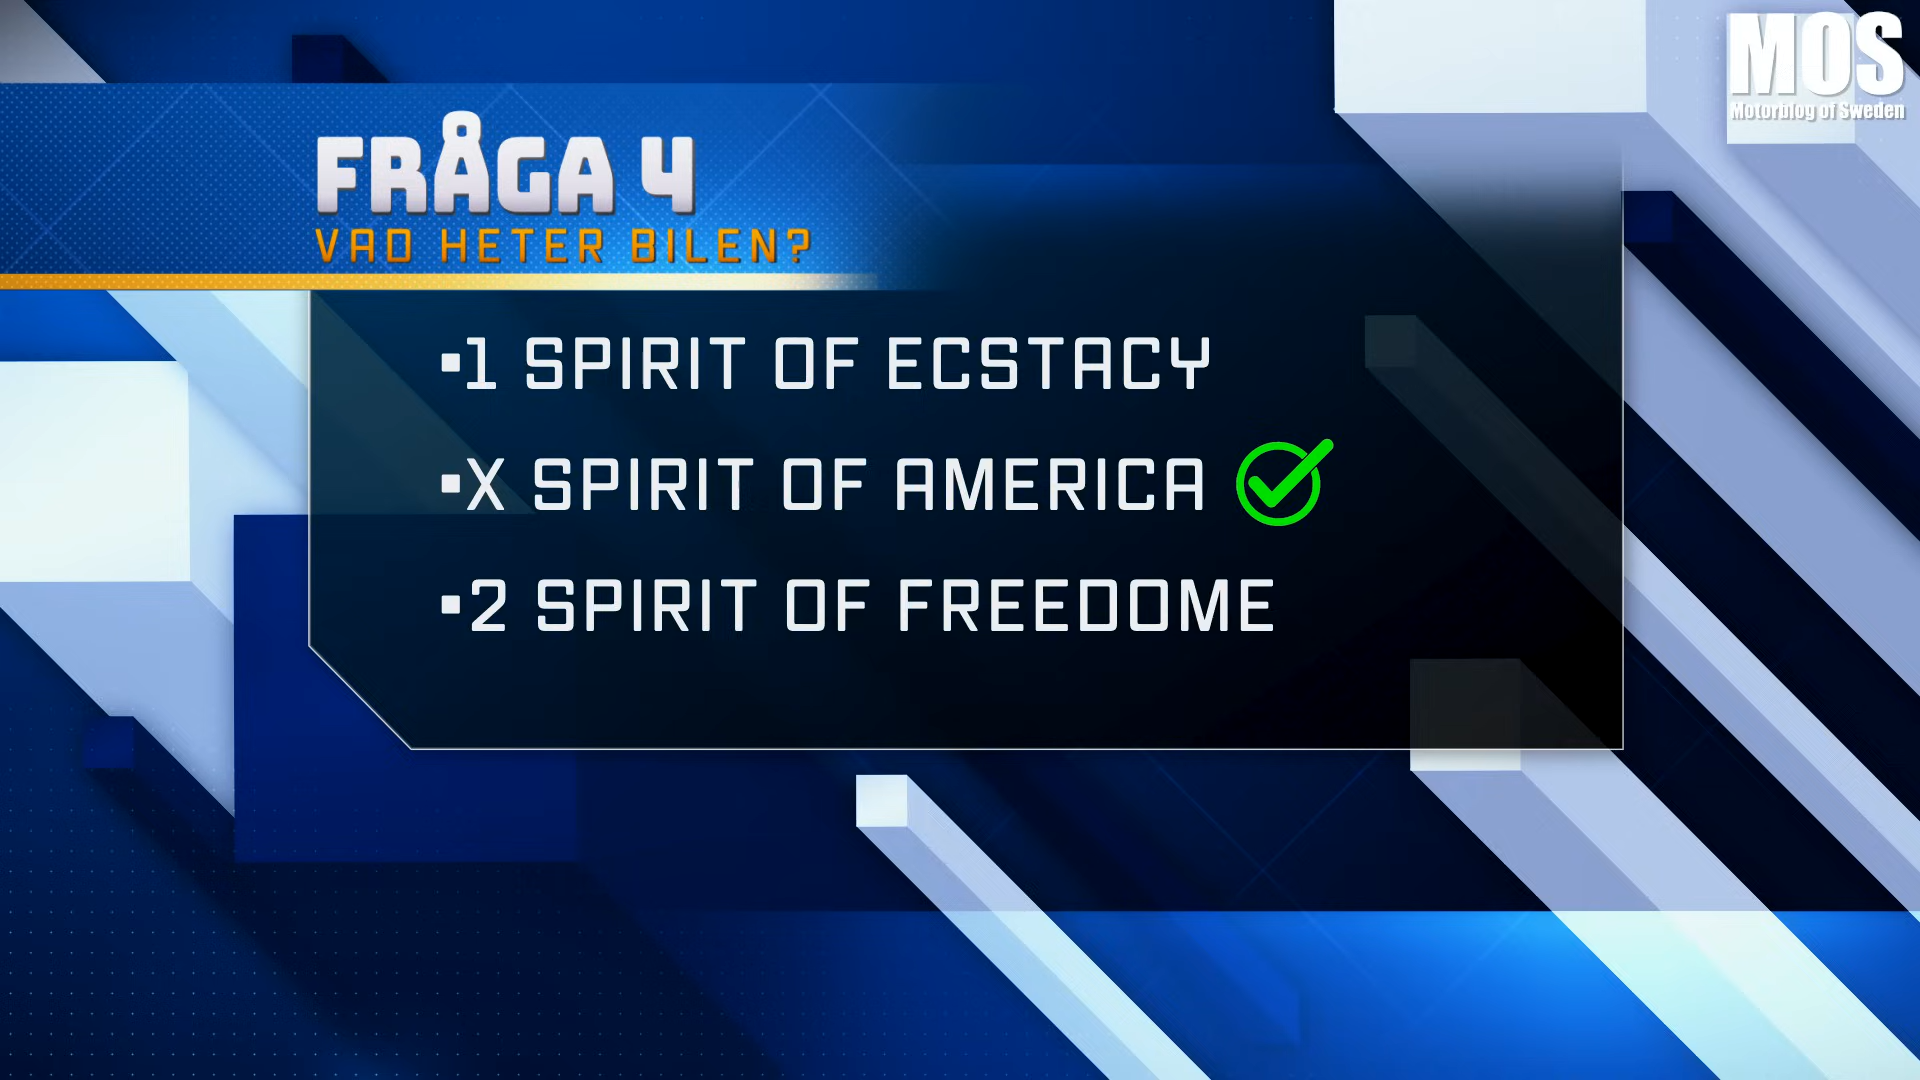 MOS
Motorblog of Sweden
FRÅGA 4
VAD HETER BILEN?
▪1 SPIRIT OF ECSTACY
▪X SPIRIT OF AMERICA
▪2 SPIRIT OF FREEDOME